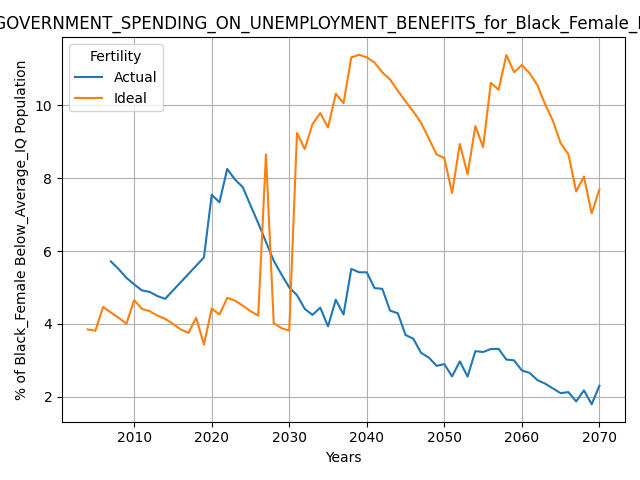 GOVERNMENT_SPENDING_ON_UNEMPLOYMENT_BENEFITS_for_Black_Female_
Fertility
Actual
Ideal
% of Black_Female Below_Average_IQ Population
10
8
6
4
2
2010 2020 2030 2040 2050 2060 2070
Years